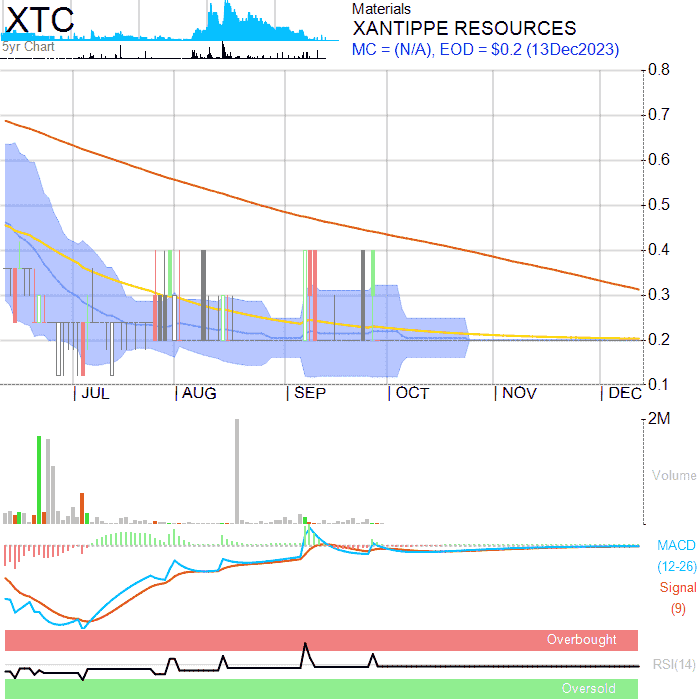 XTC
5yr Chart
Materials
XANTIPPE RESOURCES
MC = (N/A), EOD = $0.2 (13Dec2023)
0.8
0.7
0.6
0.5
0.4
0.3
0.2
0.1
JUL AUG SEP OCT NOV DEC
2M
Volume
MACD
(12-26)
Signal
(9)
Overbought
RSI(14)
Oversold